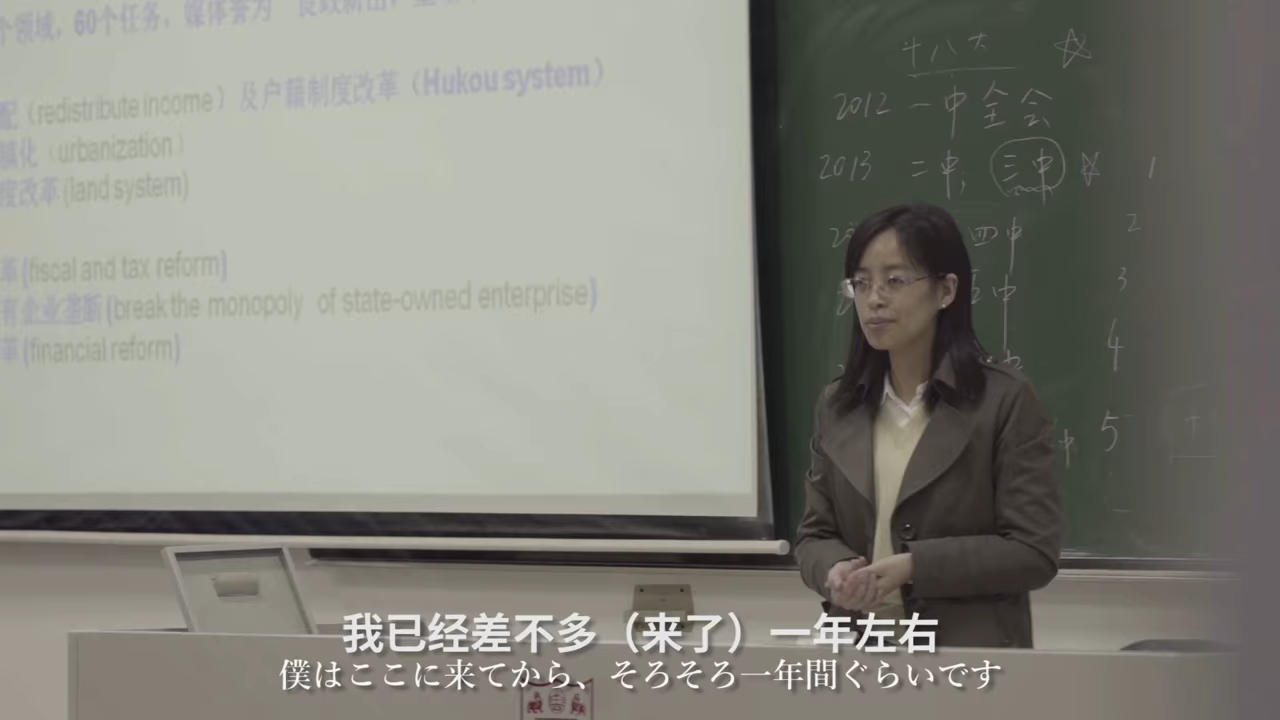 个领域，60个任务，媒体誉为
配（redistribute income）及户籍制度改革（Hukou system）
镇化（urbanization）
度改革(land system)
革(fiscal and tax reform)
有企业垄断(break the monopoly of state-owned enterprise)
革(financial reform)
十八大 ☆
2012 一中全会
2013 二中, 三中 ☆ 1
四中 2
五中 3
中 4
中 5
我已经差不多（来了）一年左右
僕はここに来てから、そろそろ一年間ぐらいです